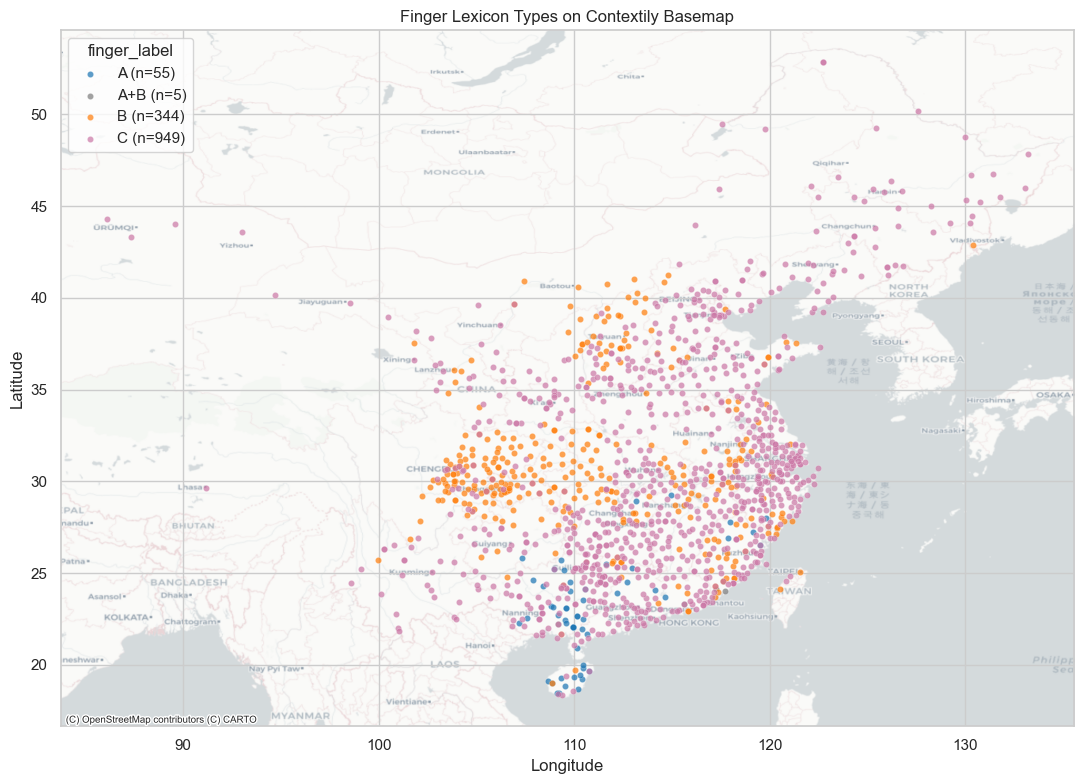 Finger Lexicon Types on Contextily Basemap
finger_label
A (n=55)
A+B (n=5)
B (n=344)
C (n=949)
Latitude
50
45
40
35
30
25
20
Irkutsk
Chita
Erdenet
Ulaanbaatar
MONGOLIA
Qiqihar
Harbin
Changchun
Vladivostok
ÜRÜMQI
Yizhou
Jiayuguan
Baotou
BEIJING
Shenyang
NORTH
KOREA
Pyongyang
SEOUL
SOUTH KOREA
Yinchuan
Xining
Lanzhou
CHINA
Huainan
Nanjing
OSAKA
Hiroshima
Nagasaki
CHENGDU
Lhasa
BHUTAN
Patna
BANGLADESH
Dhaka
Asansol
KOLKATA
Chattogram
Guiyang
Kunming
Nanning
TAIPEI
TAIWAN
Kaohsiung
HONG KONG
Hanoi
LAOS
Nay Pyi Taw
Vientiane
MYANMAR
(C) OpenStreetMap contributors (C) CARTO
90
100
110
120
130
Longitude